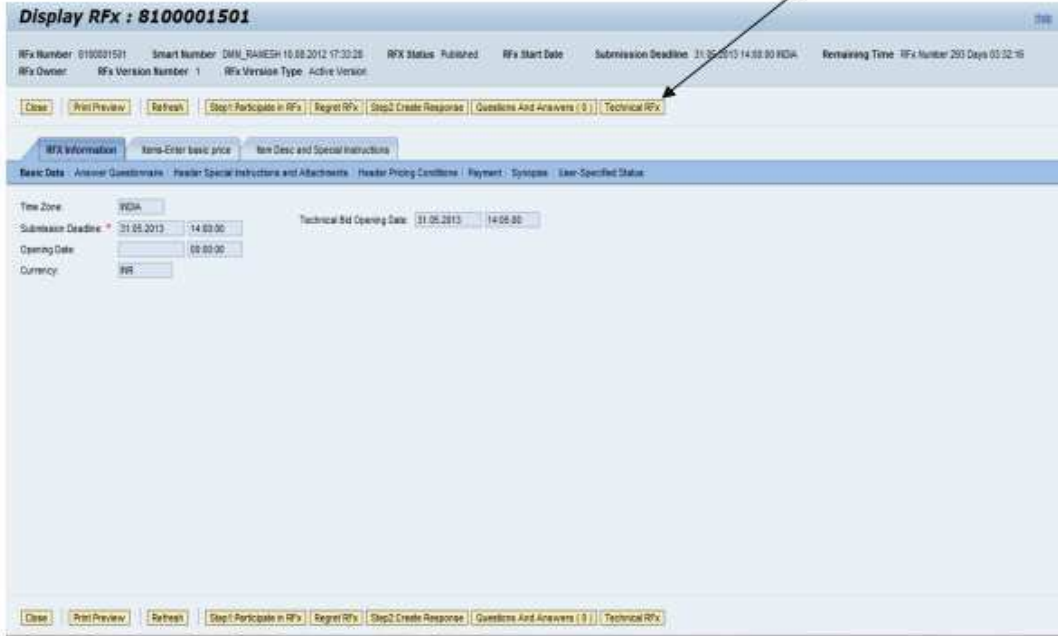 Display RFx : 8100001501
RFx Number 8100001501 Smart Number DMM_RAMESH 10.08.2012 17:33:28 RFX Status Published RFx Start Date Submission Deadline 31.05.2013 14:00:00 INDIA Remaining Time RFx Number 293 Days 03:32:16
RFx Owner RFx Version Number 1 RFx Version Type Active Version
Close Print Preview Refresh Step1:Participate in RFx Regret RFx Step2:Create Response Questions And Answers ( 0 ) Technical RFx
RFX Information Items-Enter basic price Item Desc and Special Instructions
Basic Data Answer Questionnaire Header Special Instructions and Attachments Header Pricing Conditions Payment Synopsis User-Specified Status
Time Zone: INDIA
Technical Bid Opening Date: 31.05.2013 14:05:00
Submission Deadline: * 31.05.2013 14:00:00
Opening Date: 00:00:00
Currency: INR
Close Print Preview Refresh Step1:Participate in RFx Regret RFx Step2:Create Response Questions and Answers ( 0 ) Technical RFx